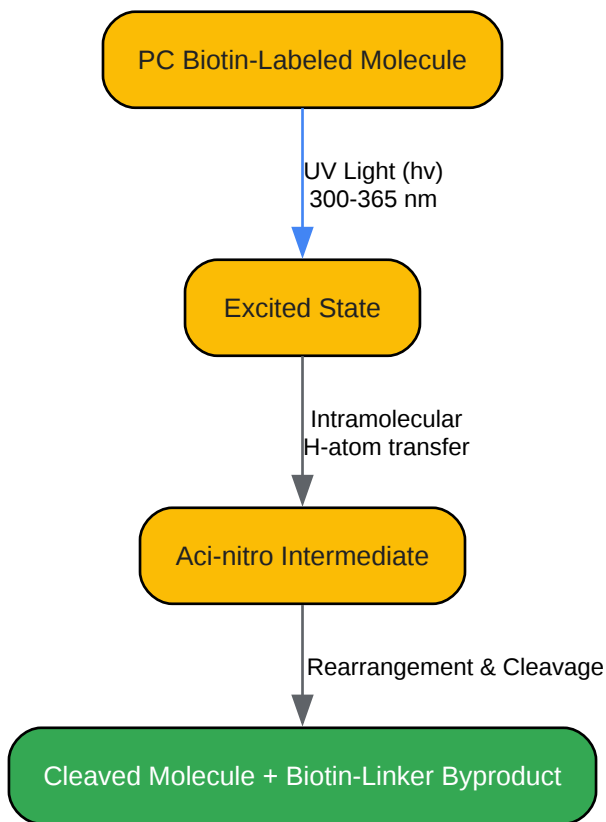 PC Biotin-Labeled Molecule
UV Light (hv)
300-365 nm
Excited State
Intramolecular
H-atom transfer
Aci-nitro Intermediate
Rearrangement & Cleavage
Cleaved Molecule + Biotin-Linker Byproduct